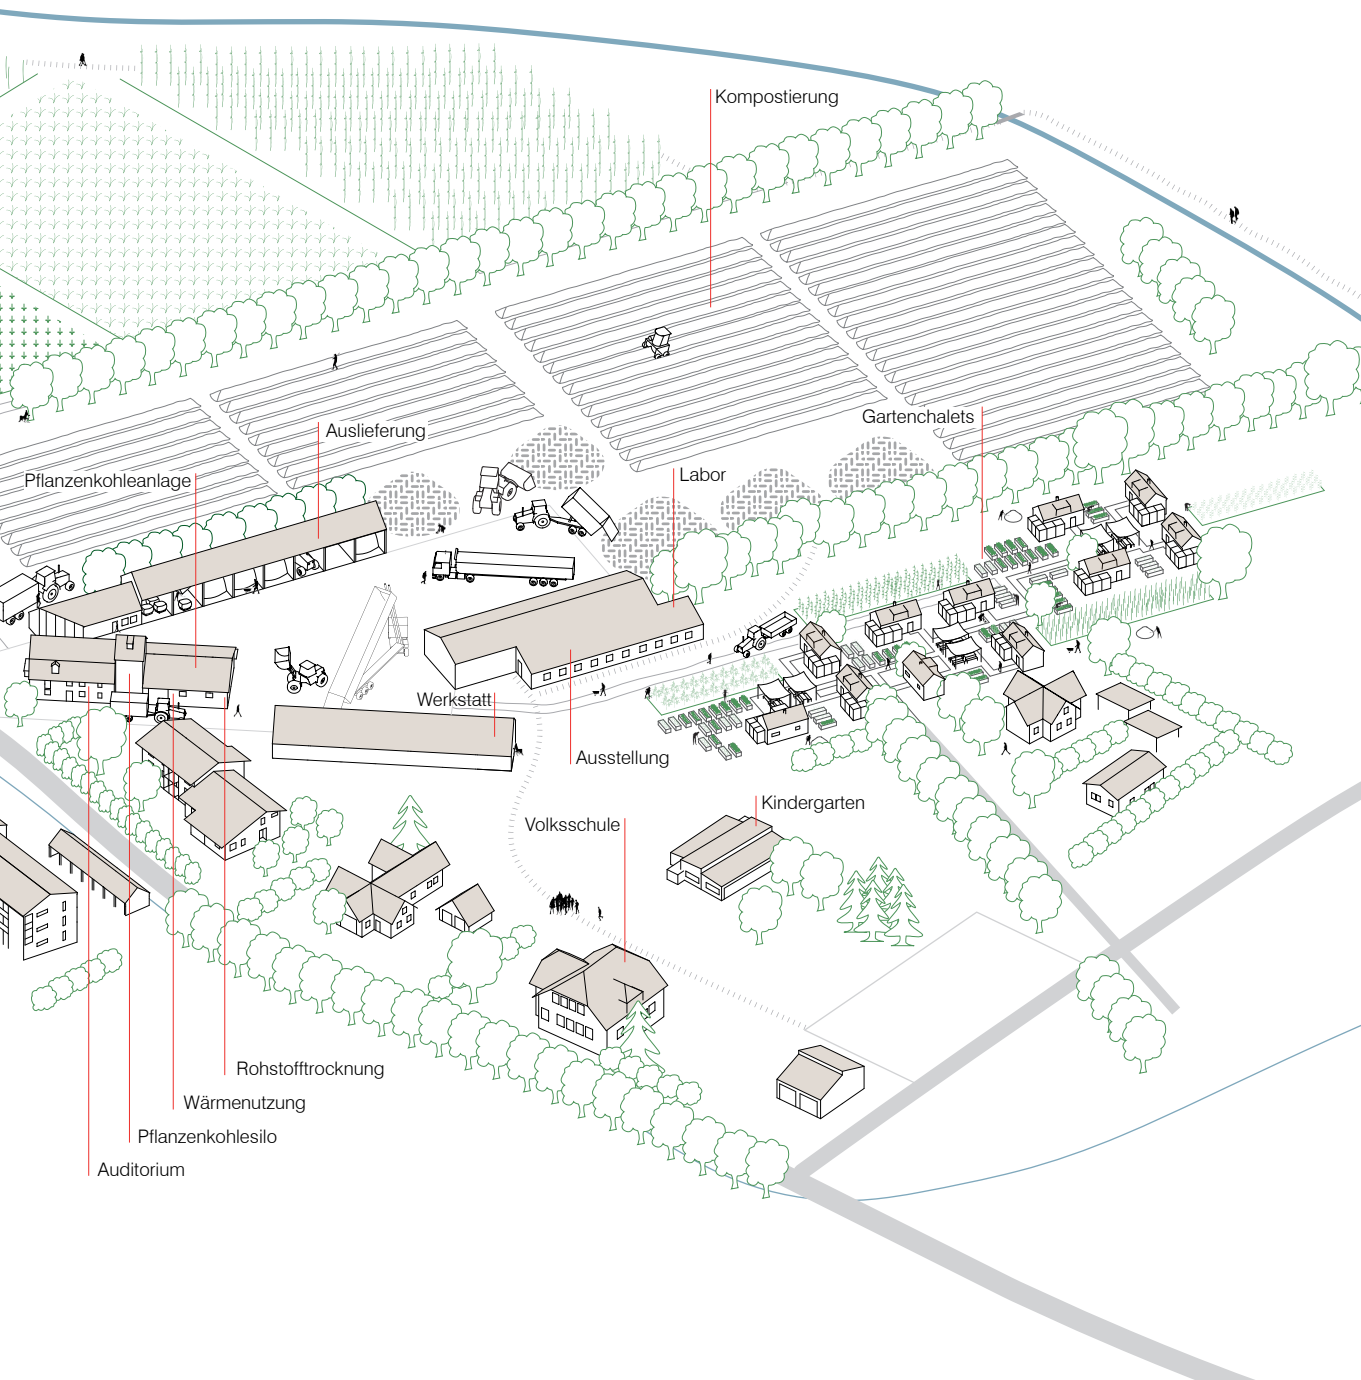 Kompostierung
Gartenchalets
Auslieferung
Pflanzenkohleanlage
Labor
Werkstatt
Ausstellung
Kindergarten
Volksschule
Rohstofftrocknung
Wärmenutzung
Pflanzenkohlesilo
Auditorium